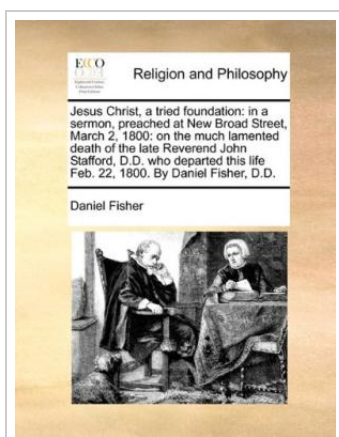 ECCO
Religion and Philosophy
Jesus Christ, a tried foundation: in a
sermon, preached at New Broad Street,
March 2, 1800: on the much lamented
death of the late Reverend John
Stafford, D.D. who departed this life
Feb. 22, 1800. By Daniel Fisher, D.D.
Daniel Fisher